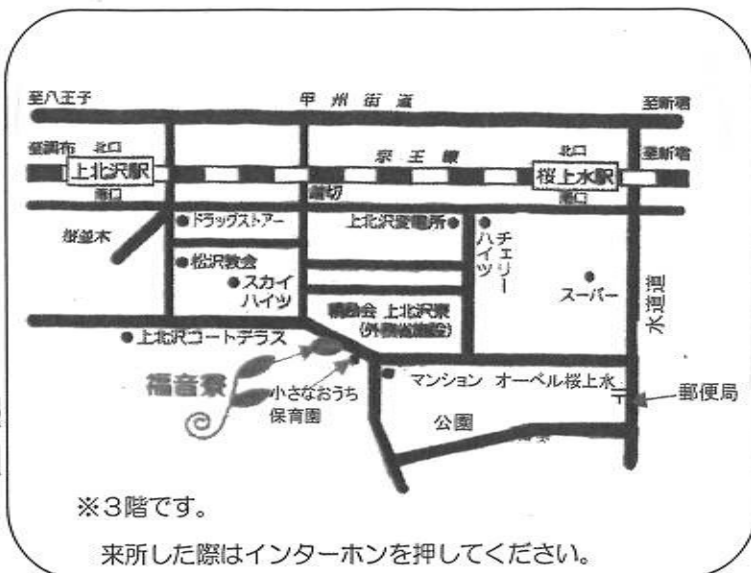 至八王子
甲州街道
至新宿
至調布
北口
上北沢駅
南口
京王線
北口
桜上水駅
南口
至新宿
踏切
桜並木
ドラッグストアー
上北沢変電所
チェリー
ハイツ
松沢教会
スカイ
ハイツ
スーパー
水道道
上北沢寮
(外務省施設)
上北沢コートテラス
福音寮
小さなおうち
保育園
マンション オーベル桜上水
〒
郵便局
公園
※3階です。
来所した際はインターホンを押してください。